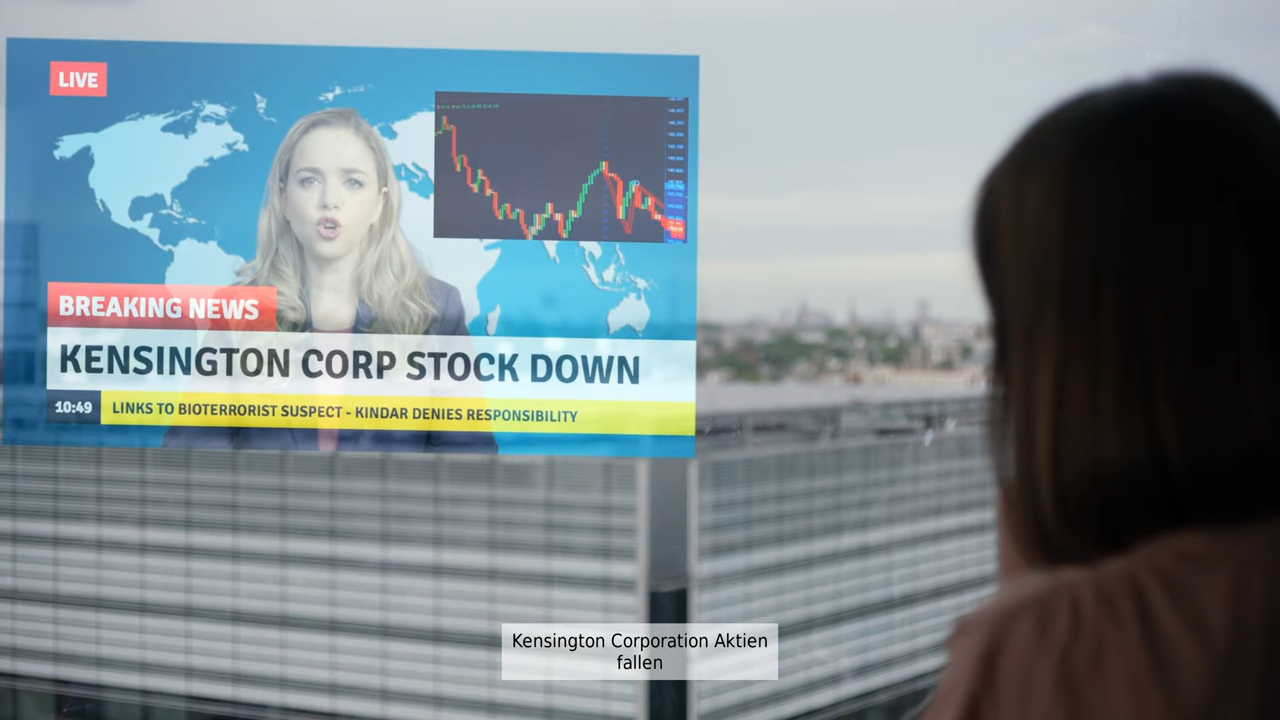 LIVE
BREAKING NEWS
KENSINGTON CORP STOCK DOWN
10:49 LINKS TO BIOTERRORIST SUSPECT - KINDAR DENIES RESPONSIBILITY
Kensington Corporation Aktien
fallen